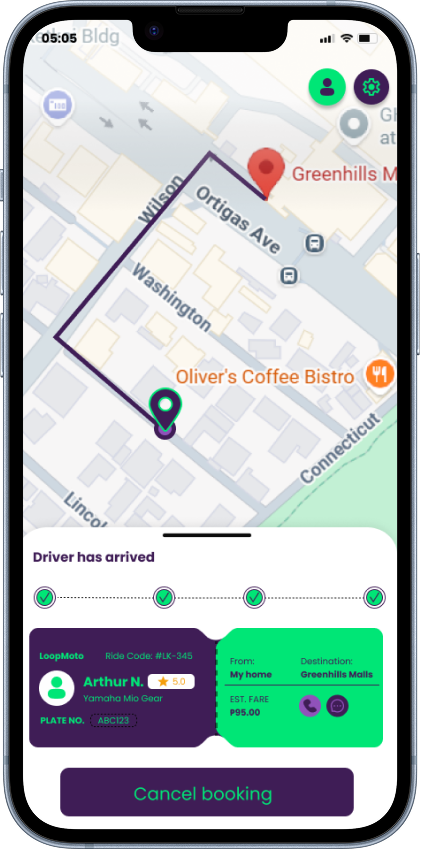 05:05
Bldg
Greenhills M
Wilson
Ortigas Ave
Washington
Oliver's Coffee Bistro
Connecticut
Driver has arrived
LoopMoto Ride Code: #LK-345
Arthur N. 5.0
Yamaha Mio Gear
PLATE NO. ABC123
From: Destination:
My home Greenhills Malls
EST. FARE
₱95.00
Cancel booking